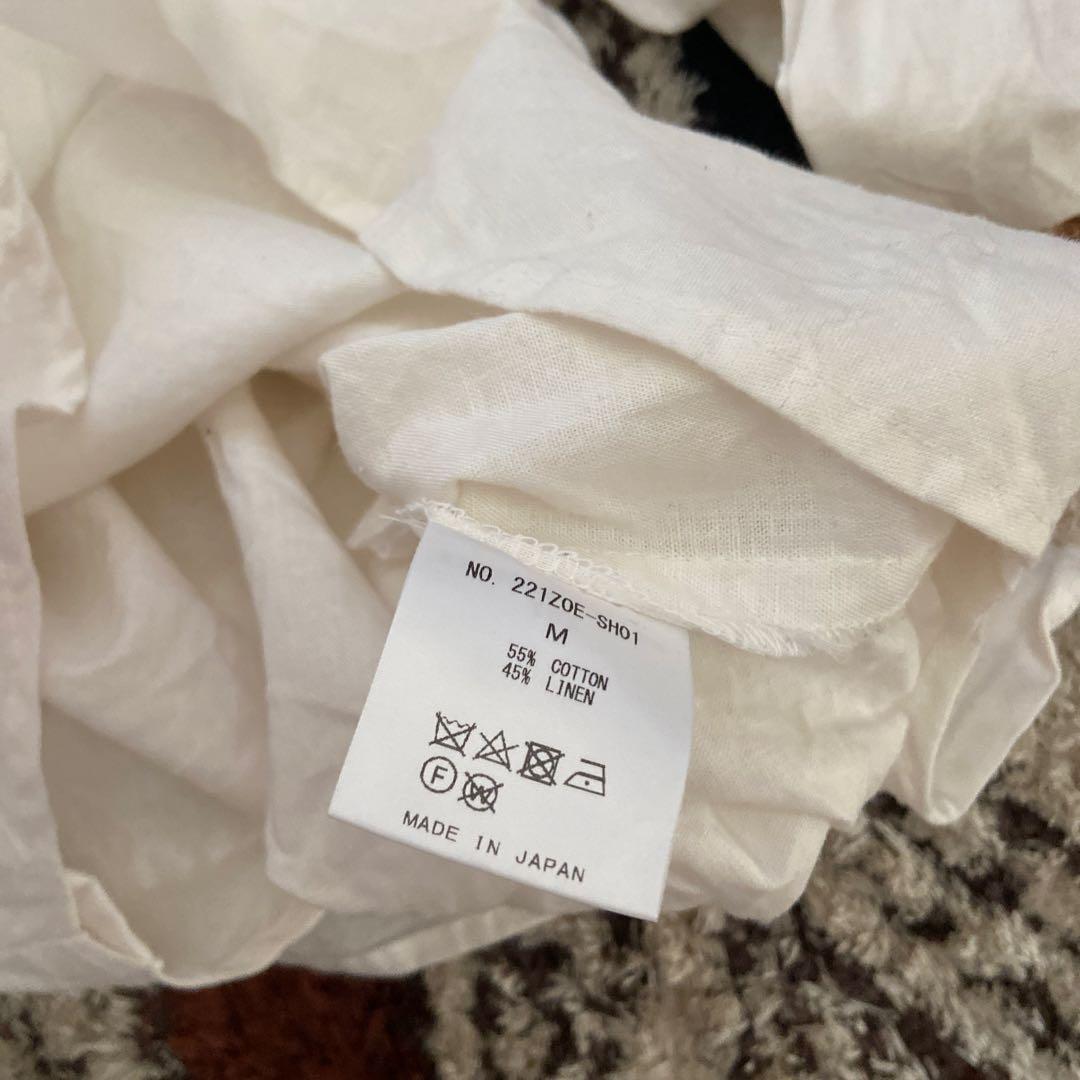 NO. 221ZOE-SH01
M
55% COTTON
45% LINEN
F W
MADE IN JAPAN